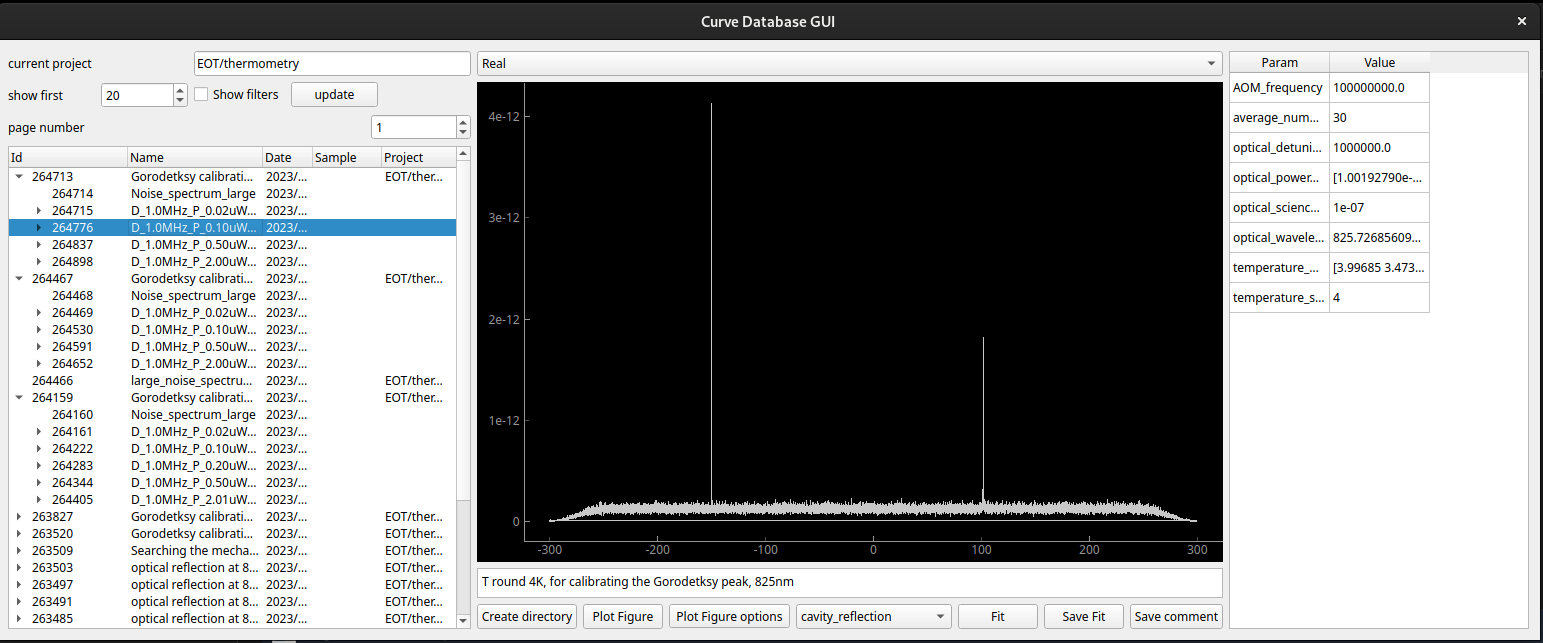 Curve Database GUI ×
current project EOT/thermometry
show first 20 Show filters update
page number 1
Id Name Date Sample Project
264713 Gorodetksy calibrati... 2023/... EOT/ther...
264714 Noise_spectrum_large 2023/...
264715 D_1.0MHz_P_0.02uW... 2023/...
264776 D_1.0MHz_P_0.10uW... 2023/...
264837 D_1.0MHz_P_0.50uW... 2023/...
264898 D_1.0MHz_P_2.00uW... 2023/...
264467 Gorodetksy calibrati... 2023/... EOT/ther...
264468 Noise_spectrum_large 2023/...
264469 D_1.0MHz_P_0.02uW... 2023/...
264530 D_1.0MHz_P_0.10uW... 2023/...
264591 D_1.0MHz_P_0.50uW... 2023/...
264652 D_1.0MHz_P_2.00uW... 2023/...
264466 large_noise_spectru... 2023/... EOT/ther...
264159 Gorodetksy calibrati... 2023/... EOT/ther...
264160 Noise_spectrum_large 2023/...
264161 D_1.0MHz_P_0.02uW... 2023/...
264222 D_1.0MHz_P_0.10uW... 2023/...
264283 D_1.0MHz_P_0.20uW... 2023/...
264344 D_1.0MHz_P_0.50uW... 2023/...
264405 D_1.0MHz_P_2.01uW... 2023/...
263827 Gorodetksy calibrati... 2023/... EOT/ther...
263520 Gorodetksy calibrati... 2023/... EOT/ther...
263509 Searching the mecha... 2023/... EOT/ther...
263503 optical reflection at 8... 2023/... EOT/ther...
263497 optical reflection at 8... 2023/... EOT/ther...
263491 optical reflection at 8... 2023/... EOT/ther...
263485 optical reflection at 8... 2023/... EOT/ther...
Real
4e-12
3e-12
2e-12
1e-12
0
-300 -200 -100 0 100 200 300
T round 4K, for calibrating the Gorodetksy peak, 825nm
Create directory Plot Figure Plot Figure options cavity_reflection Fit Save Fit Save comment
Param Value
AOM_frequency 100000000.0
average_num... 30
optical_detuni... 1000000.0
optical_power... [1.00192790e-...
optical_scienc... 1e-07
optical_wavele... 825.72685609...
temperature_... [3.99685 3.473...
temperature_s... 4